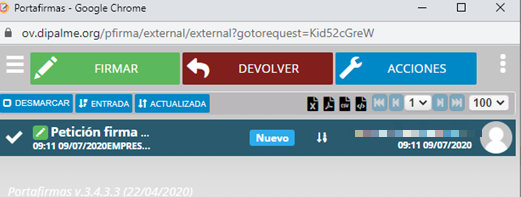 Portafirmas - Google Chrome
ov.dipalme.org/pfirma/external/external?gotorequest=Kid52cGreW
FIRMAR DEVOLVER ACCIONES
DESMARCAR ENTRADA ACTUALIZADA 1 100
Petición firma ... Nuevo
09:11 09/07/2020EMPRES... 09:11 09/07/2020
Portafirmas v.3.4.3.3 (22/04/2020)